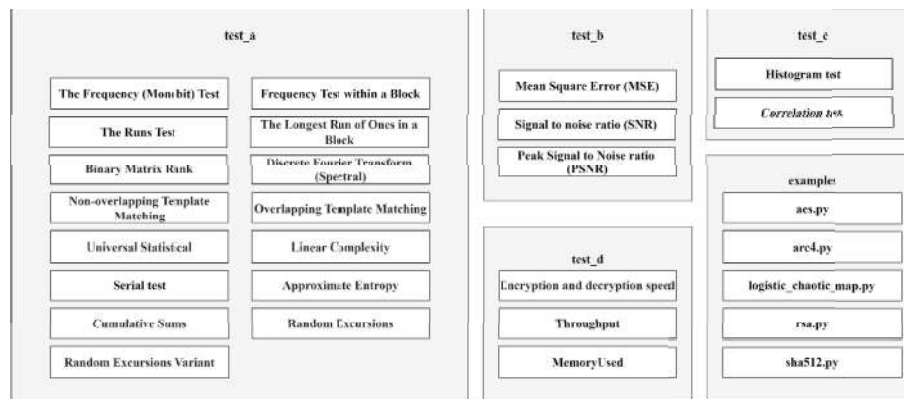 test_a
The Frequency (Monobit) Test
Frequency Test within a Block
The Runs Test
The Longest Run of Ones in a
Block
Binary Matrix Rank
Discrete Fourier Transform
(Spectral)
Non-overlapping Template
Matching
Overlapping Template Matching
Universal Statistical
Linear Complexity
Serial test
Approximate Entropy
Cumulative Sums
Random Excursions
Random Excursions Variant
test_b
Mean Square Error (MSE)
Signal to noise ratio (SNR)
Peak Signal to Noise ratio
(PSNR)
test_d
Encryption and decryption speed
Throughput
MemoryUsed
test_c
Histogram test
Correlation test
examples
aes.py
arc4.py
logistic_chaotic_map.py
rsa.py
sha512.py